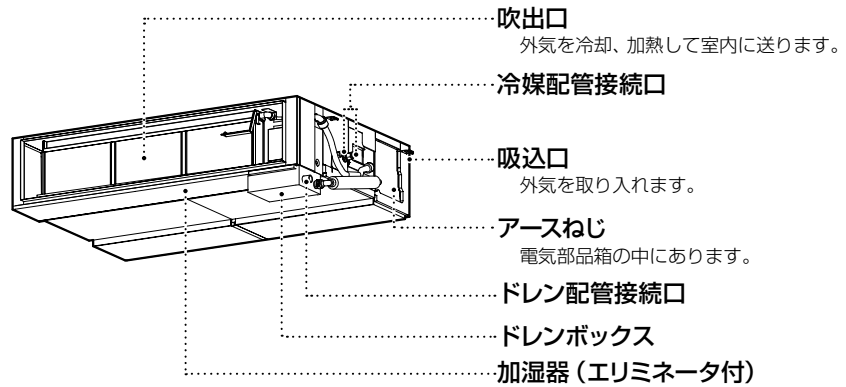 吹出口
外気を冷却、加熱して室内に送ります。
冷媒配管接続口
吸込口
外気を取り入れます。
アースねじ
電気部品箱の中にあります。
ドレン配管接続口
ドレンボックス
加湿器（エリミネータ付）